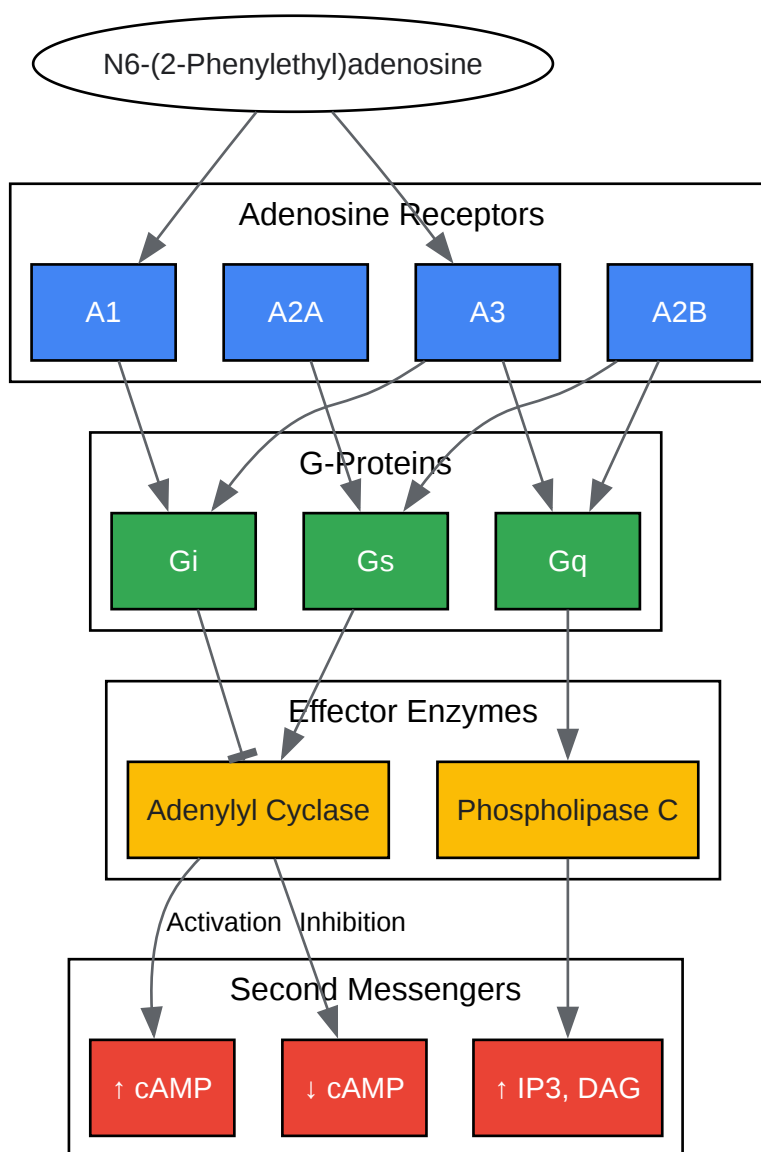 N6-(2-Phenylethyl)adenosine
Adenosine Receptors
A1
A2A
A3
A2B
G-Proteins
Gi
Gs
Gq
Effector Enzymes
Adenylyl Cyclase
Phospholipase C
Activation
Inhibition
Second Messengers
↑ cAMP
↓ cAMP
↑ IP3, DAG